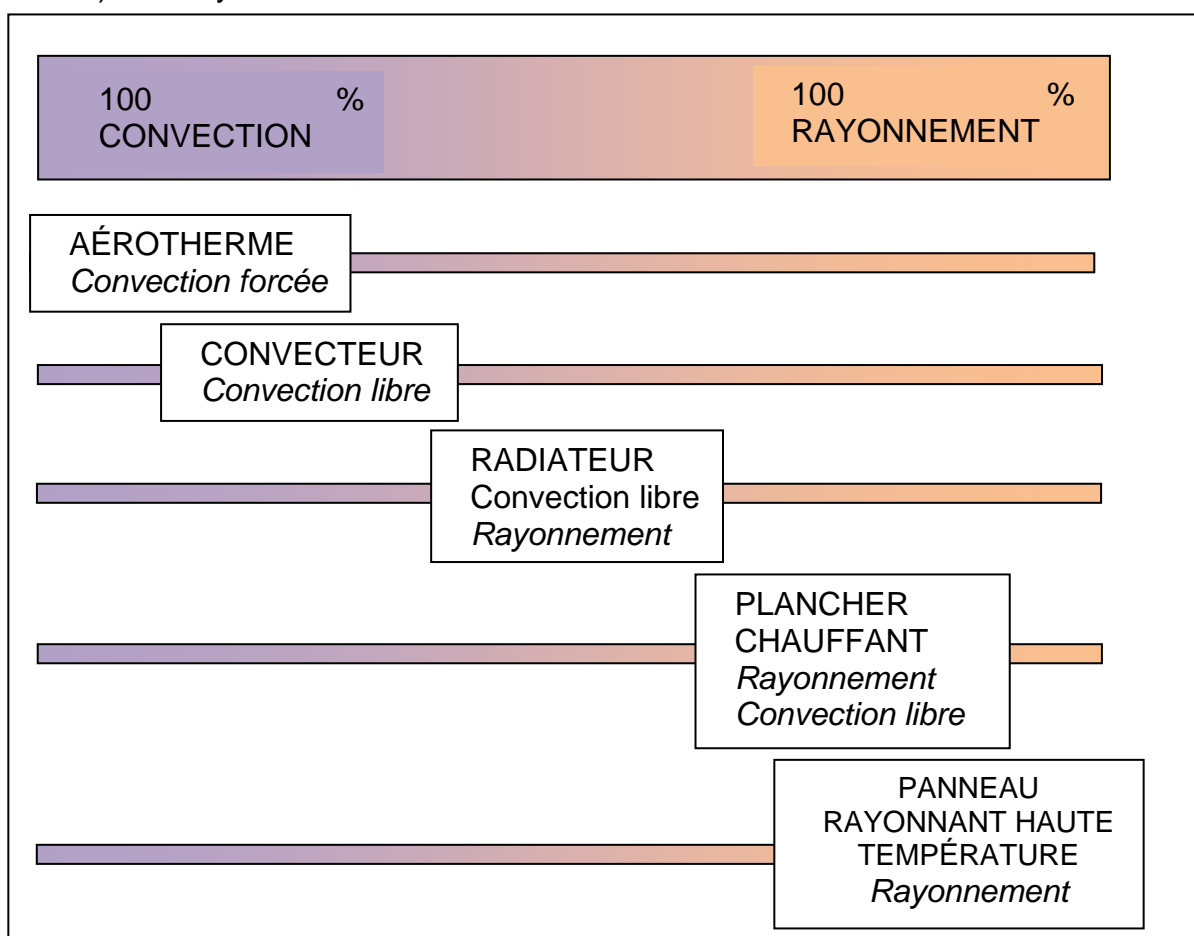 100 %
CONVECTION
100 %
RAYONNEMENT
AÉROTHERME
Convection forcée
CONVECTEUR
Convection libre
RADIATEUR
Convection libre
Rayonnement
PLANCHER
CHAUFFANT
Rayonnement
Convection libre
PANNEAU
RAYONNANT HAUTE
TEMPÉRATURE
Rayonnement